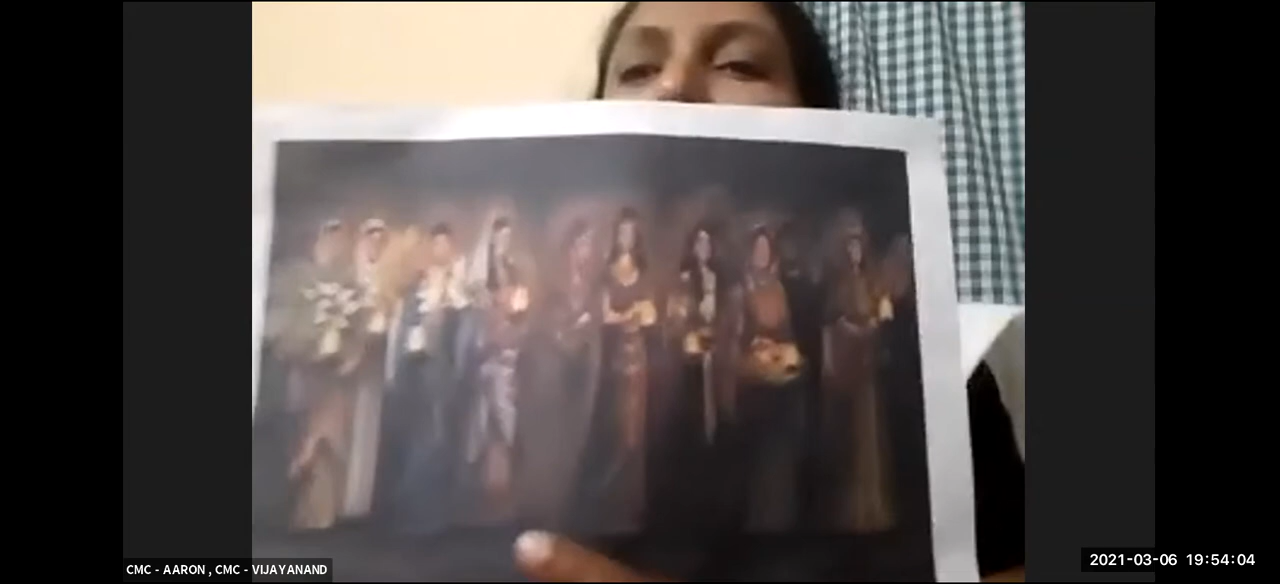 CMC - AARON , CMC - VIJAYANAND
2021-03-06 19:54:04